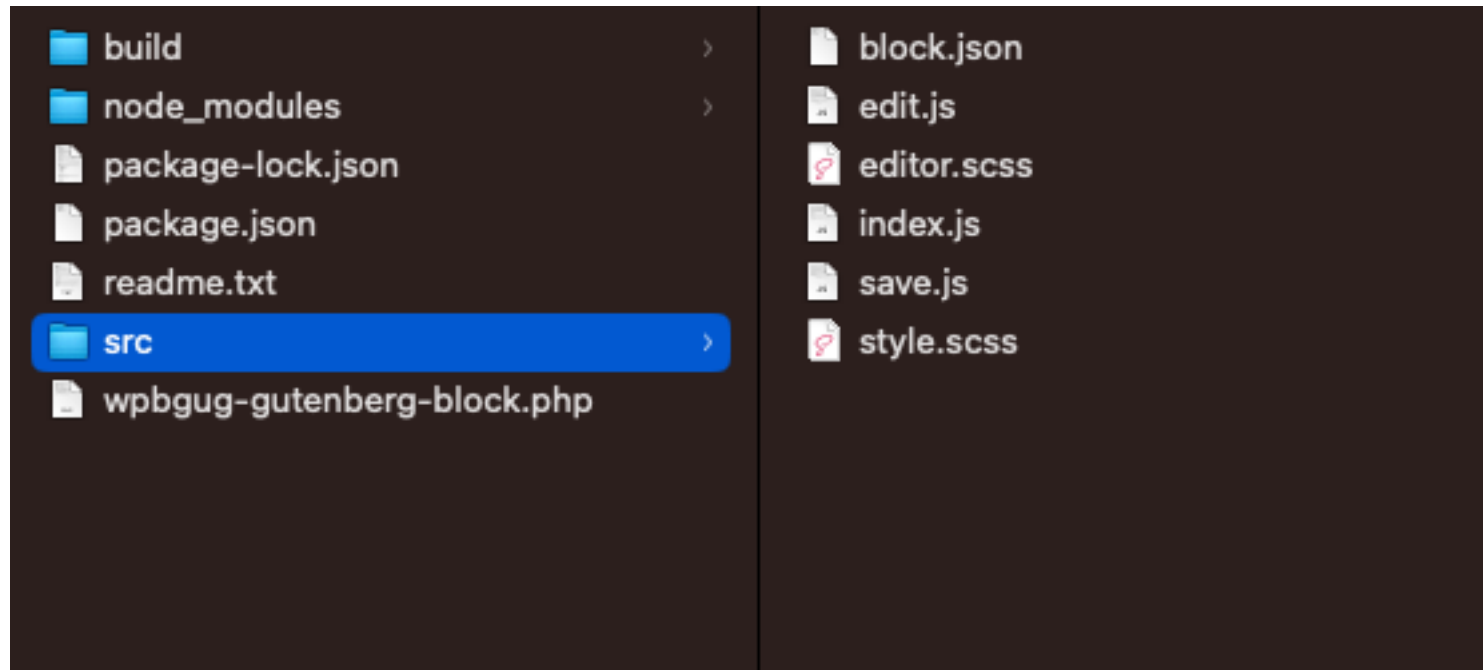 build
node_modules
package-lock.json
package.json
readme.txt
src
wpbgug-gutenberg-block.php
block.json
edit.js
editor.scss
index.js
save.js
style.scss